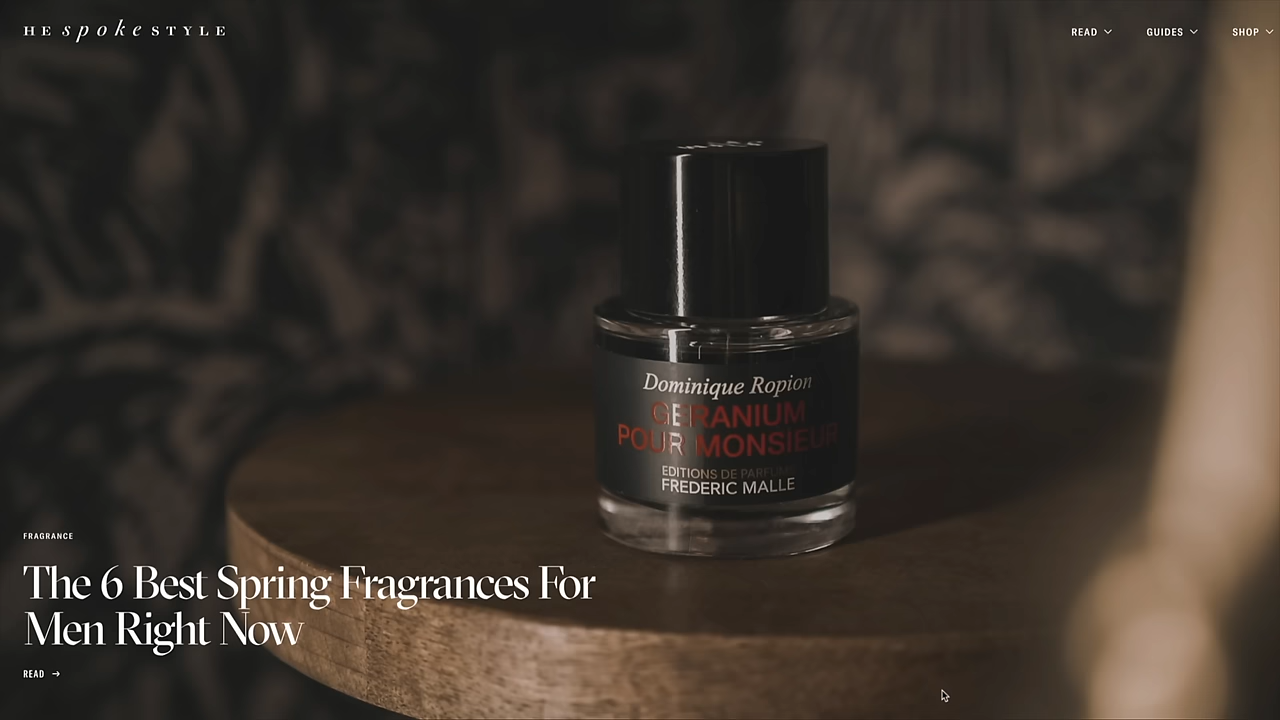 HE spoke STYLE
READ
GUIDES
SHOP
Dominique Ropion
GERANIUM
POUR MONSIEUR
EDITIONS DE PARFUMS
FREDERIC MALLE
FRAGRANCE
The 6 Best Spring Fragrances For
Men Right Now
READ →